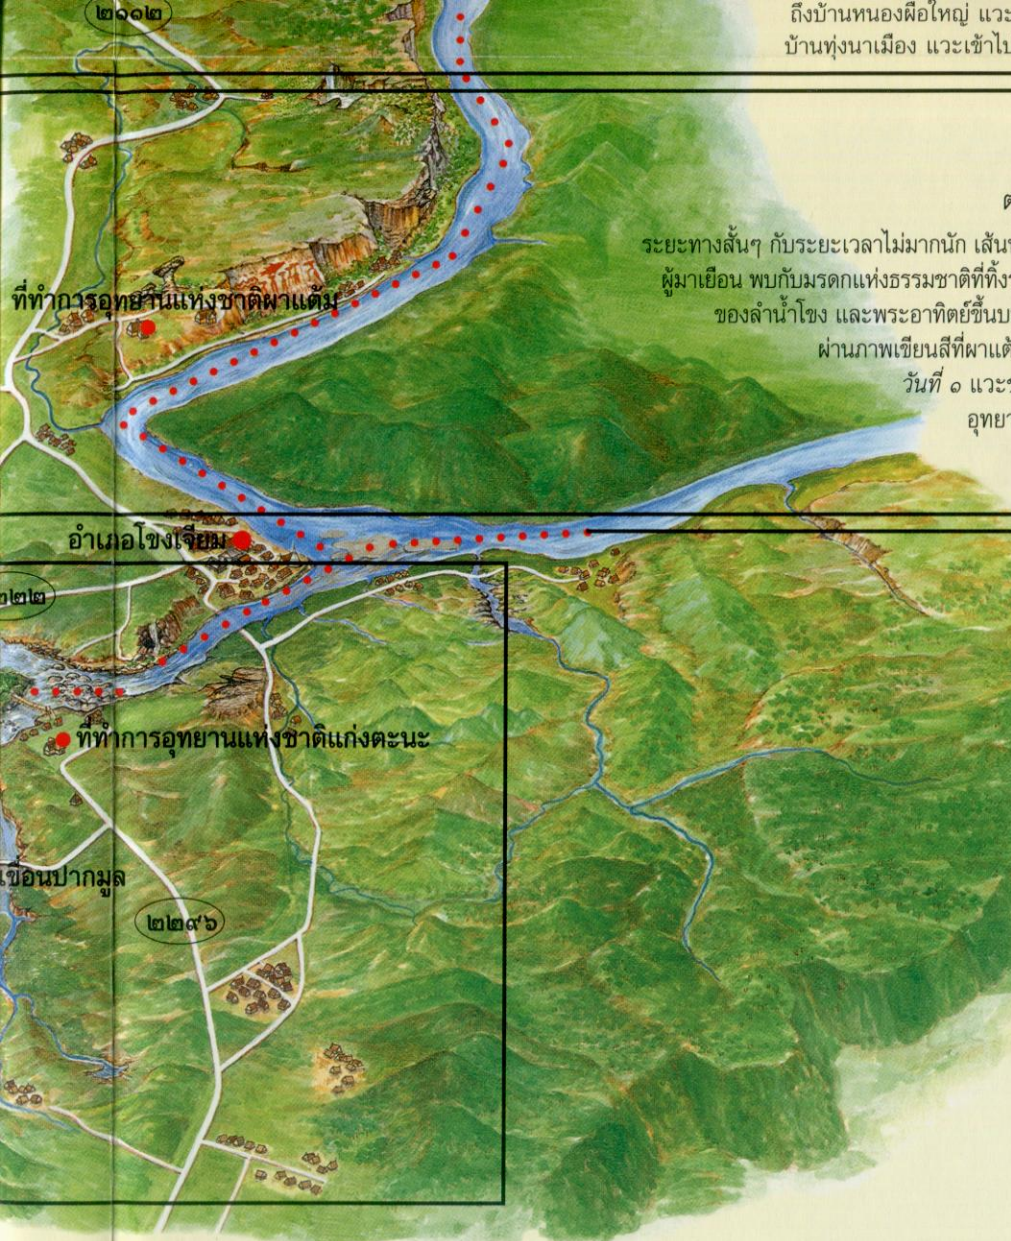 ๒๑๑๒
ถึงบ้านหนองผือใหญ่ แวะ
บ้านทุ่งนาเมือง แวะเข้าไป
ระยะทางสั้นๆ กับระยะเวลาไม่มากนัก
ผู้มาเยือน พบกับมรดกแห่งธรรมชาติที่ทิ้ง
ของลำน้ำโขง และพระอาทิตย์ขึ้น
ผ่านภาพเขียนสีที่ผาแต้
วันที่ ๑ แวะ
อุทยา
ที่ทำการอุทยานแห่งชาติผาแต้ม
อำเภอโขงเจียม
๒๒๒
ที่ทำการอุทยานแห่งชาติแก่งตะนะ
เขื่อนปากมูล
๒๒๙๖